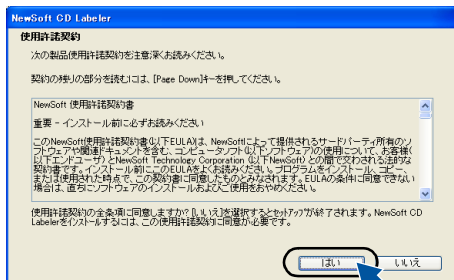 NewSoft CD Labeler
使用許諾契約
次の製品使用許諾契約を注意深くお読みください。
契約の残りの部分を読むには、[Page Down]キーを押してください。
NewSoft 使用許諾契約書
重要 - インストール前に必ずお読みください
このNewSoft使用許諾契約書(以下EULA)は、NewSoftによって提供されるサードパーティー所有のソ
フトウェアや関連ドキュメントを含む、コンピュータソフト(以下ソフトウェア)の使用について、お客様(
以下エンドユーザ)とNewSoft Technology Corporation (以下NewSoft) との間で交わされる法的な
契約書です。インストール前にこのEULAをよくお読みください。プログラムをインストール、コピー、
または使用された時点で、この契約書に同意したものとみなされます。EULAの条件に同意できない
場合は、直ちにソフトウェアのインストールおよびご使用をおやめください。
使用許諾契約の全条項に同意しますか? [いいえ]を選択するとセットアップが終了されます。NewSoft CD
Labelerをインストールするには、この使用許諾契約に同意が必要です。
はい
いいえ